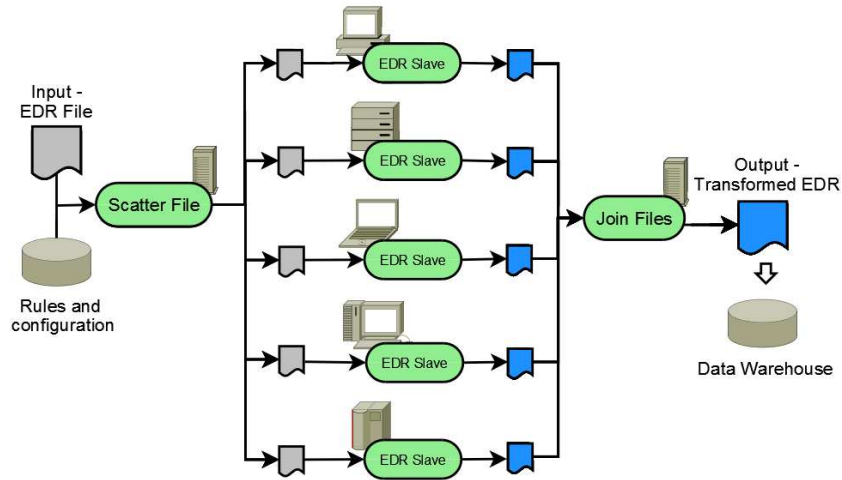 Input -
EDR File
Scatter File
Rules and
configuration
EDR Slave
EDR Slave
EDR Slave
EDR Slave
EDR Slave
Join Files
Output -
Transformed EDR
Data Warehouse